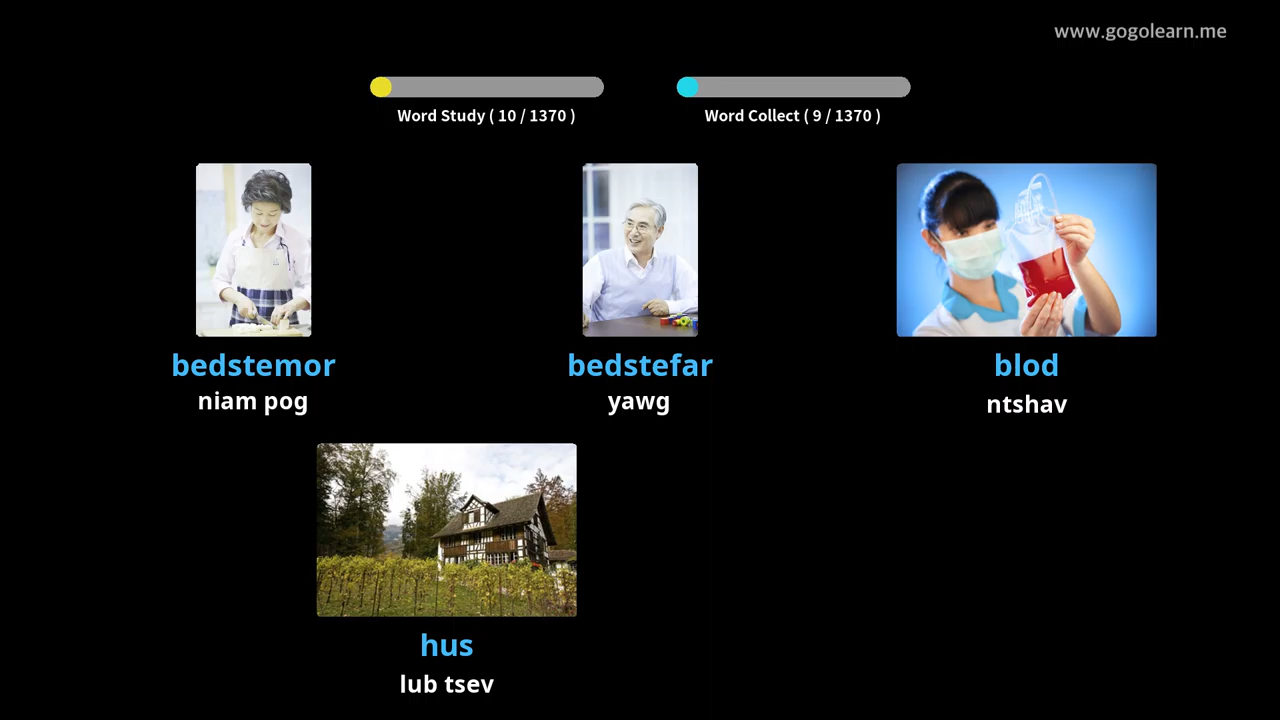 www.gogolearn.me
Word Study ( 10 / 1370 )
Word Collect ( 9 / 1370 )
bedstemor
niam pog
bedstefar
yawg
blod
ntshav
hus
lub tsev